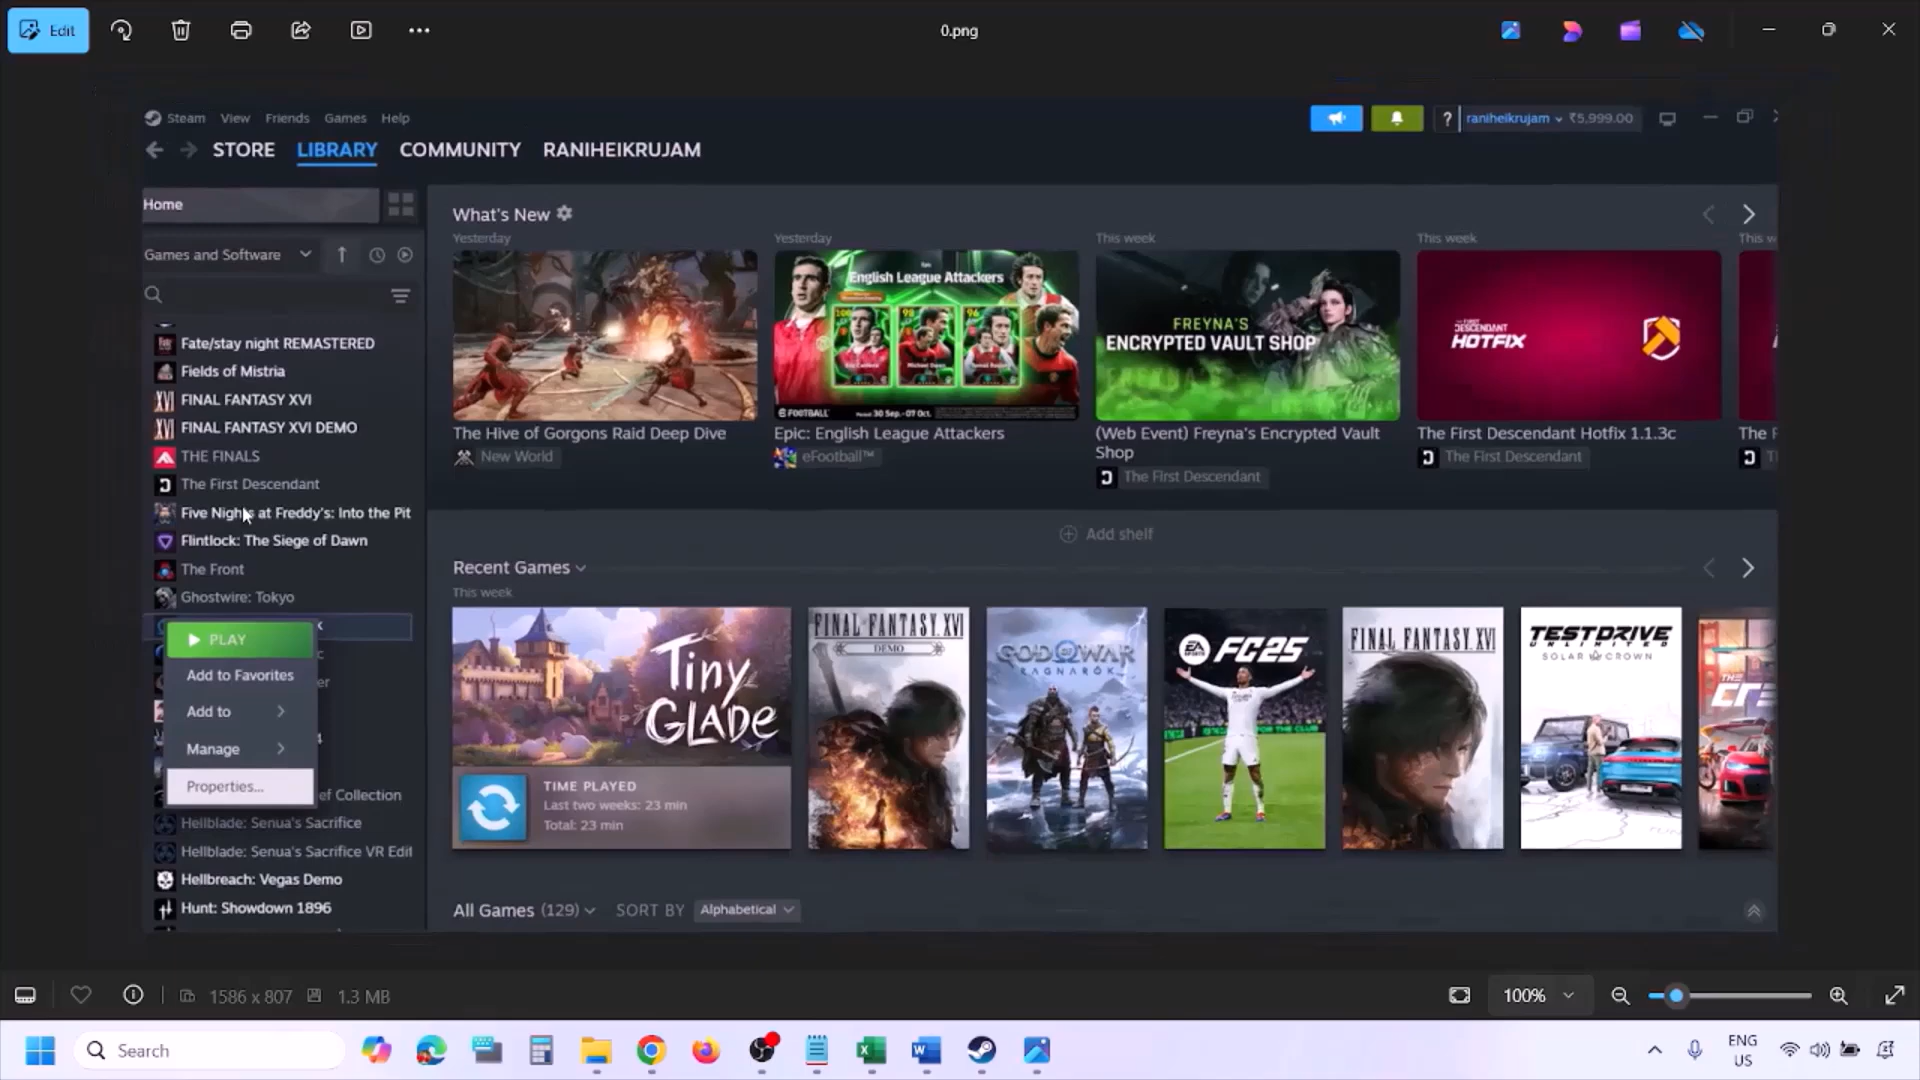 Edit
0.png
Steam View Friends Games Help
? raniheikrujam ₹5,999.00
STORE LIBRARY COMMUNITY RANIHEIKRUJAM
Home
Games and Software
Fate/stay night REMASTERED
Fields of Mistria
FINAL FANTASY XVI
FINAL FANTASY XVI DEMO
THE FINALS
The First Descendant
Five Nights at Freddy's: Into the Pit
Flintlock: The Siege of Dawn
The Front
Ghostwire: Tokyo
PLAY
Add to Favorites
Add to
Manage
Properties...
ef Collection
Hellblade: Senua's Sacrifice
Hellblade: Senua's Sacrifice VR Edit
Hellbreach: Vegas Demo
Hunt: Showdown 1896
What's New
Yesterday
English League Attackers
The Hive of Gorgons Raid Deep Dive
New World
Yesterday
Epic: English League Attackers
eFootball™
This week
FREYNA'S
ENCRYPTED VAULT SHOP
(Web Event) Freyna's Encrypted Vault
Shop
The First Descendant
This week
HOTFIX
The First Descendant Hotfix 1.1.3c
The First Descendant
This w
Add shelf
Recent Games
This week
Tiny
GLADE
TIME PLAYED
Last two weeks: 23 min
Total: 23 min
FINAL FANTASY XVI
DEMO
GOD OF WAR
RAGNARÖK
EA SPORTS FC25
FOR THE CLUB
FINAL FANTASY XVI
TEST DRIVE
UNLIMITED
SOLAR CROWN
All Games (129) SORT BY Alphabetical
1586 x 807 1.3 MB
100%
Search
ENG
US